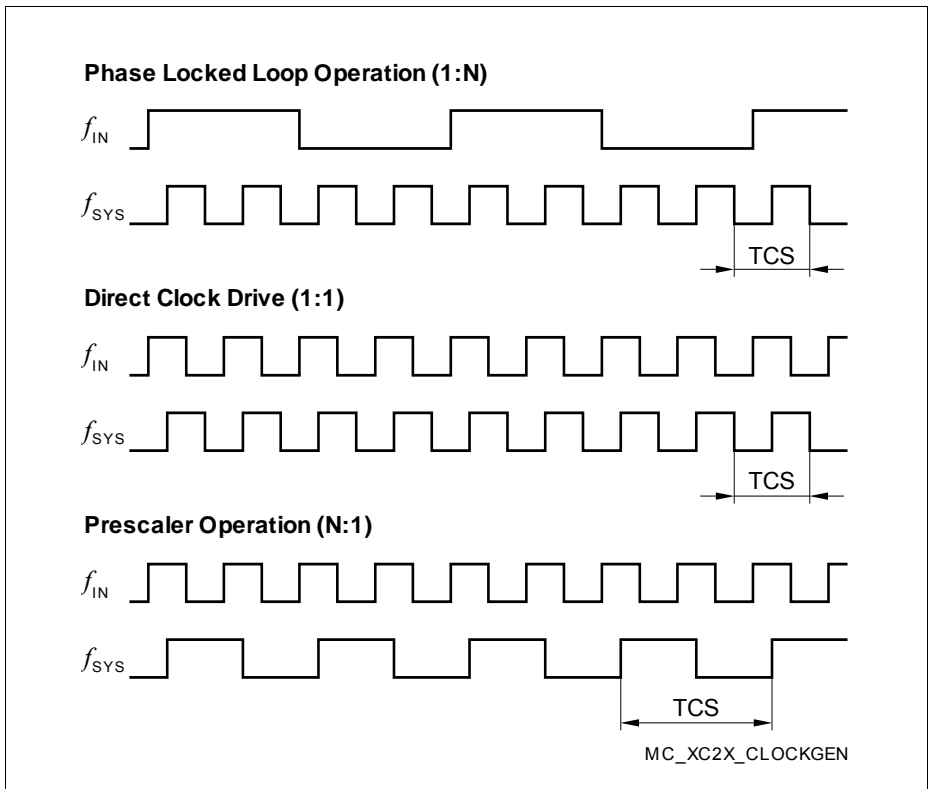 Phase Locked Loop Operation (1:N)
fIN
fSYS
TCS
Direct Clock Drive (1:1)
fIN
fSYS
TCS
Prescaler Operation (N:1)
fIN
fSYS
TCS
MC_XC2X_CLOCKGEN